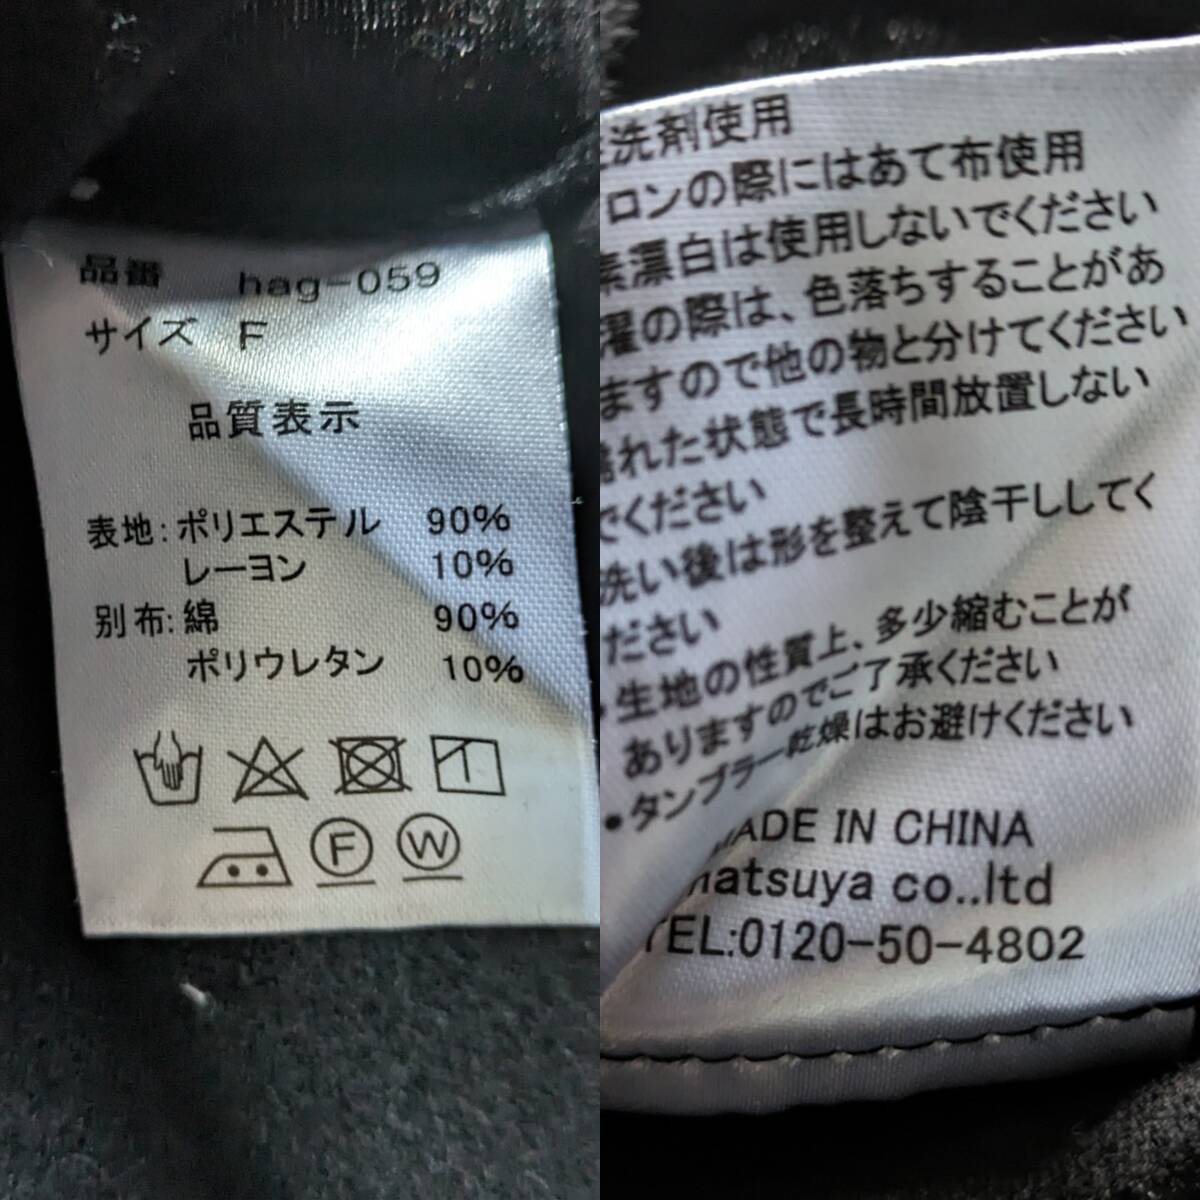 品番 hag-059
サイズ F
品質表示
表地:ポリエステル 90%
レーヨン 10%
別布:綿 90%
ポリウレタン 10%
F W
洗剤使用
ロンの際にはあて布使用
素漂白は使用しないでください
濯の際は、色落ちすることがあ
ますので他の物と分けてください
濡れた状態で長時間放置しない
でください
洗い後は形を整えて陰干ししてく
ださい
生地の性質上、多少縮むことが
ありますのでご了承ください
•タンブラー乾燥はお避けください
MADE IN CHINA
matsuya co..ltd
TEL:0120-50-4802